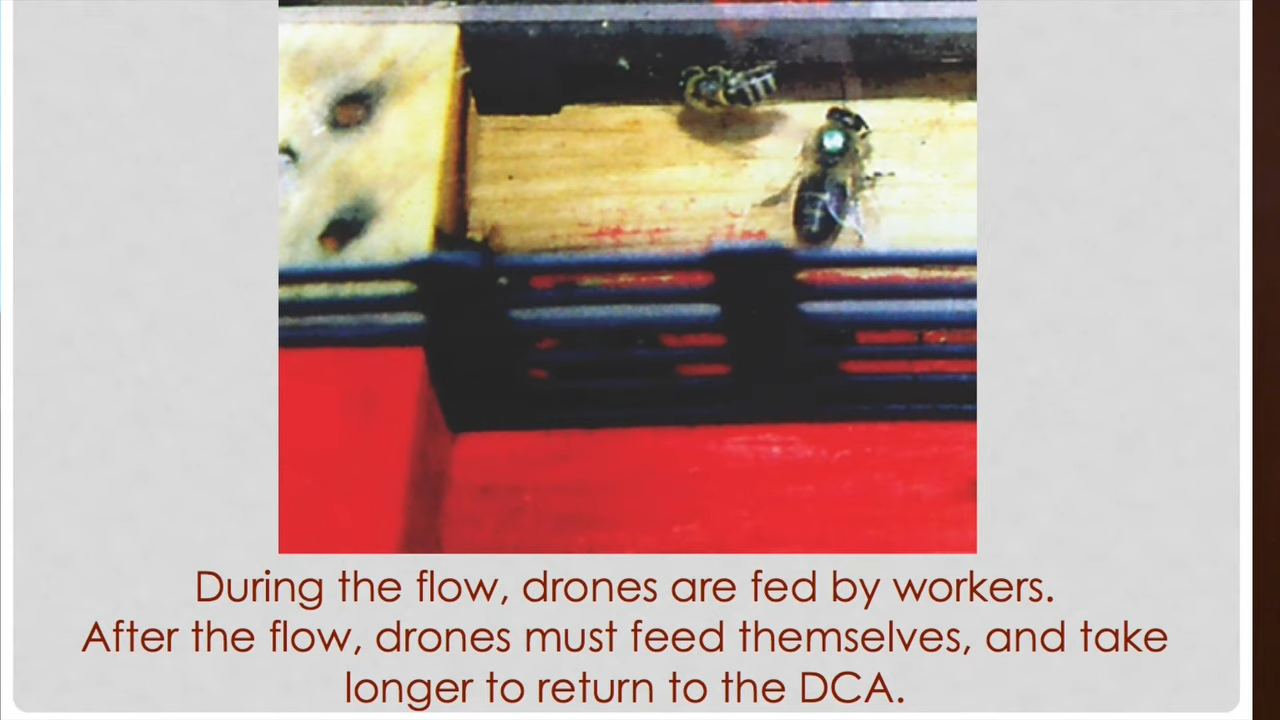 During the flow, drones are fed by workers.
After the flow, drones must feed themselves, and take
longer to return to the DCA.